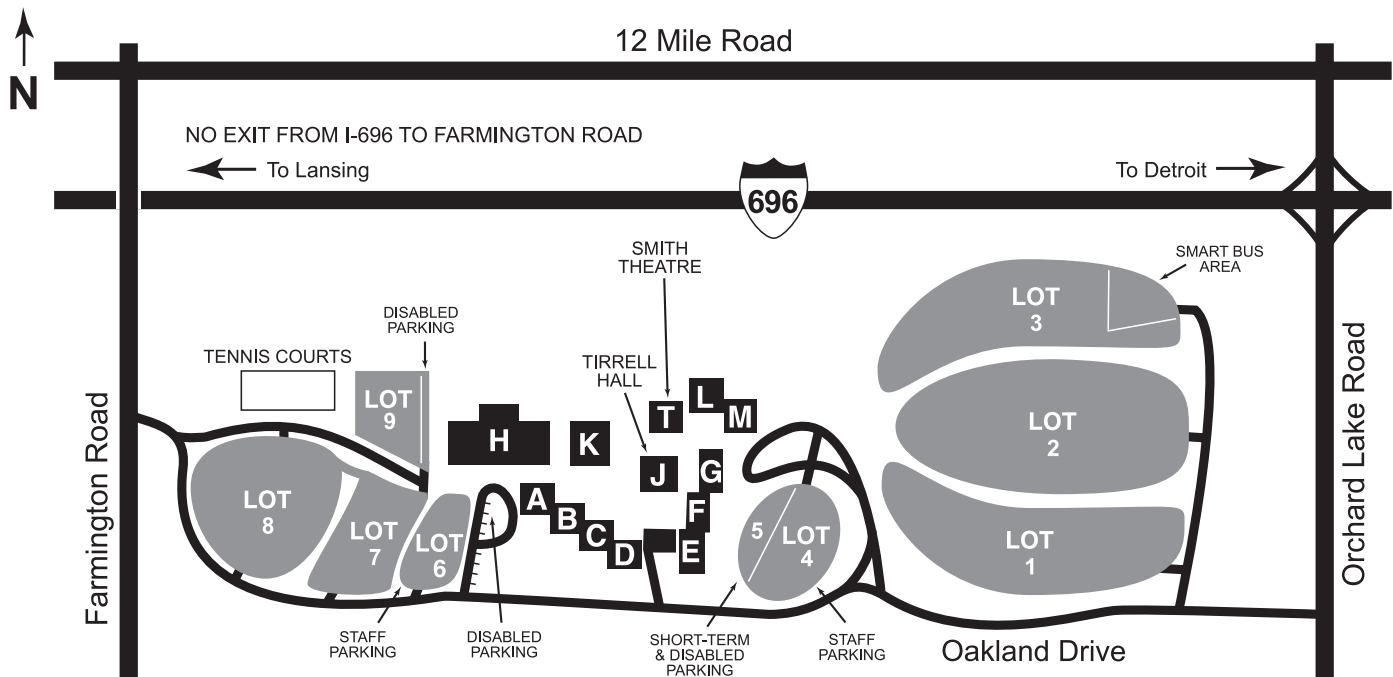 12 Mile Road
N
NO EXIT FROM I-696 TO FARMINGTON ROAD
To Lansing
To Detroit
696
SMITH
THEATRE
SMART BUS
AREA
LOT
3
DISABLED
PARKING
TENNIS COURTS
TIRRELL
HALL
LOT
9
L
T
M
H
K
LOT
2
J
G
Farmington Road
Orchard Lake Road
LOT
8
A
B
C
D
F
E
LOT
7
LOT
6
5
LOT
4
LOT
1
STAFF
PARKING
DISABLED
PARKING
SHORT-TERM
& DISABLED
PARKING
STAFF
PARKING
Oakland Drive